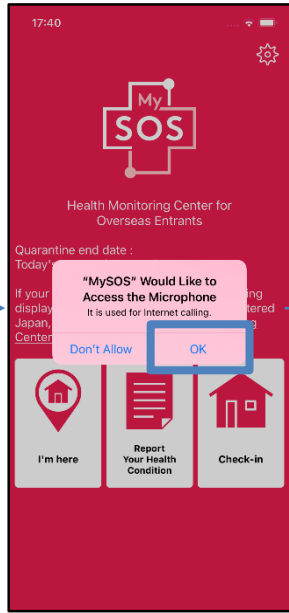 17:40
My
SOS
Health Monitoring Center for
Overseas Entrants
Quarantine end
date :
Today's
If your
ing
display
tered
Japan,
g
Center
"MySOS" Would Like to
Access the Microphone
It is used for Internet calling.
Don't Allow
OK
I'm here
Report
Your Health
Condition
Check-in